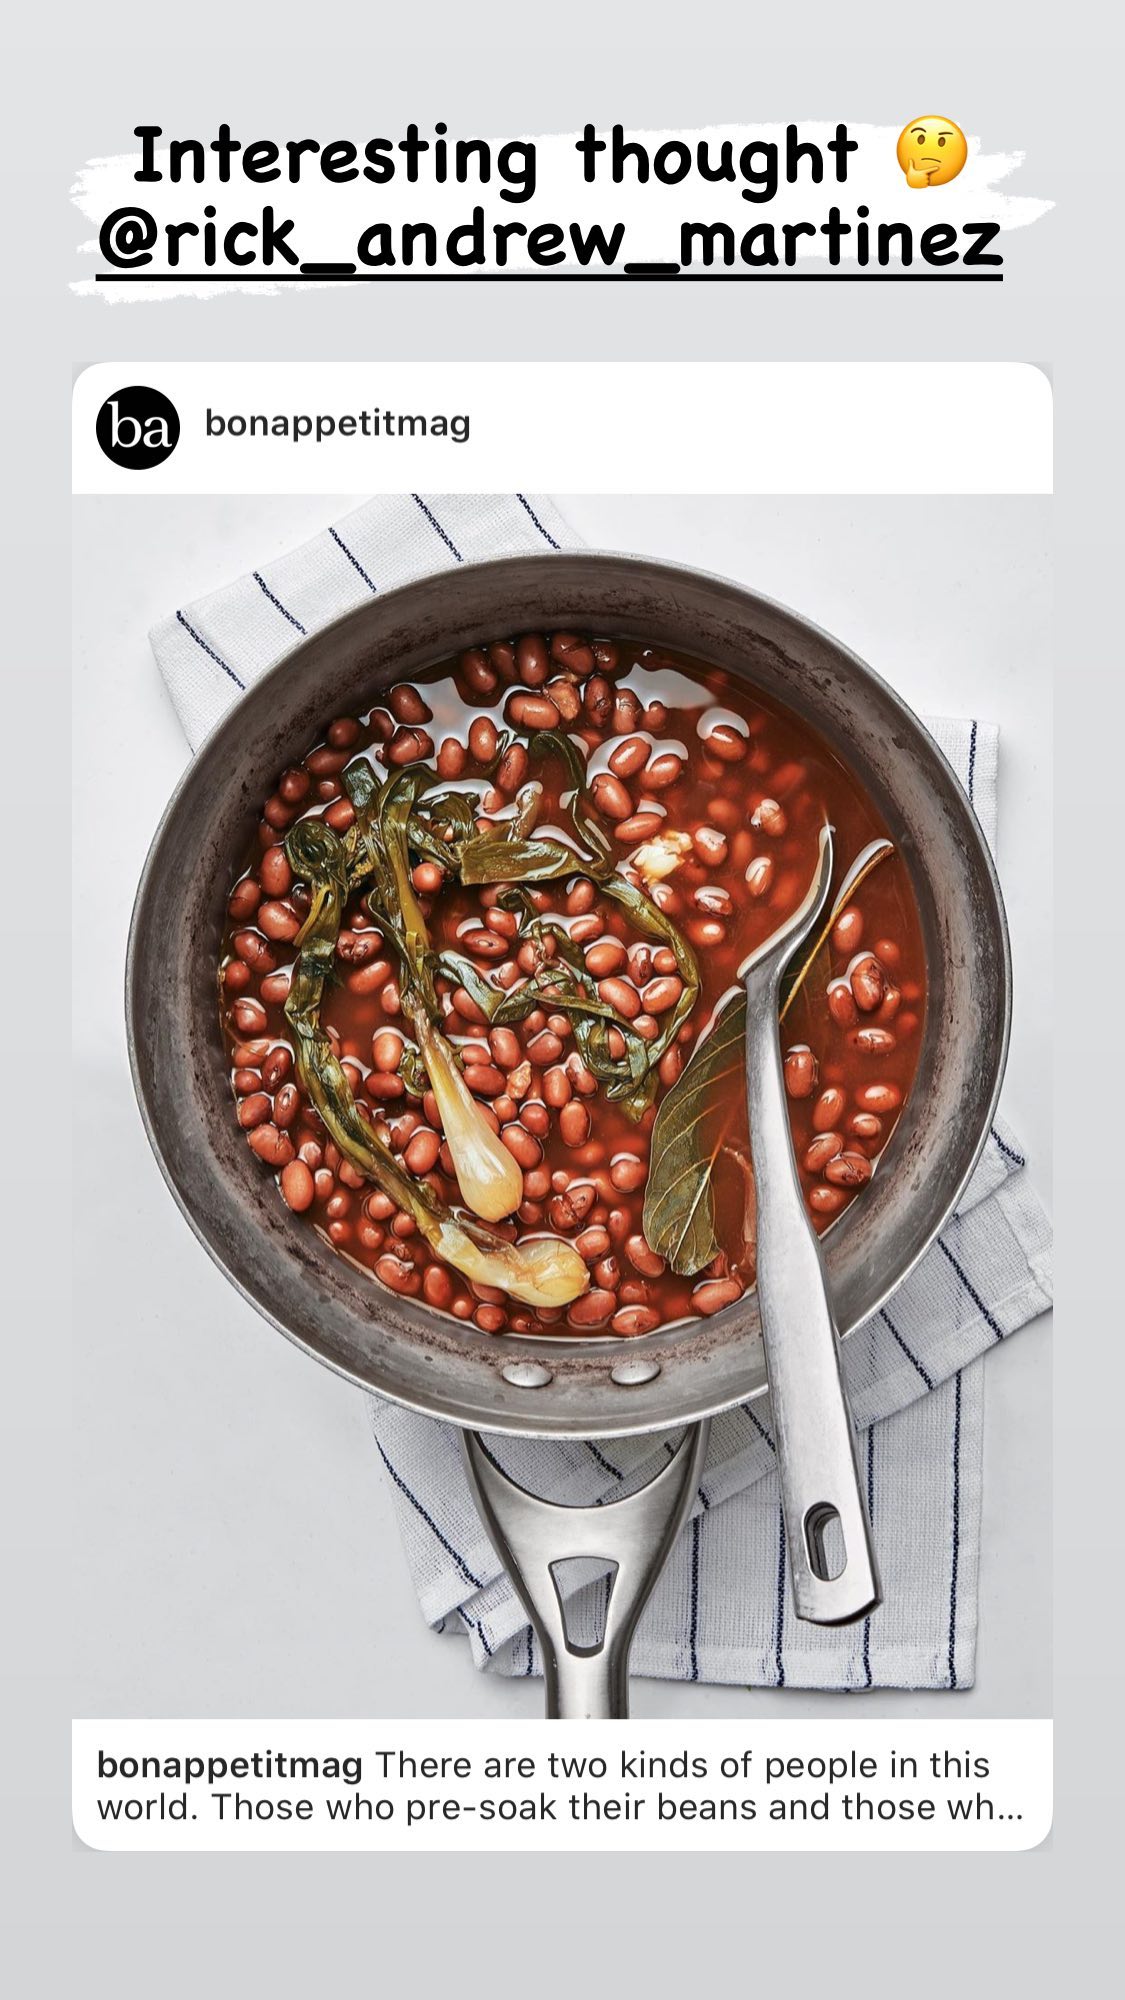 Interesting thought 🤔
@rick_andrew_martinez
ba
bonappetitmag
bonappetitmag There are two kinds of people in this
world. Those who pre-soak their beans and those wh...